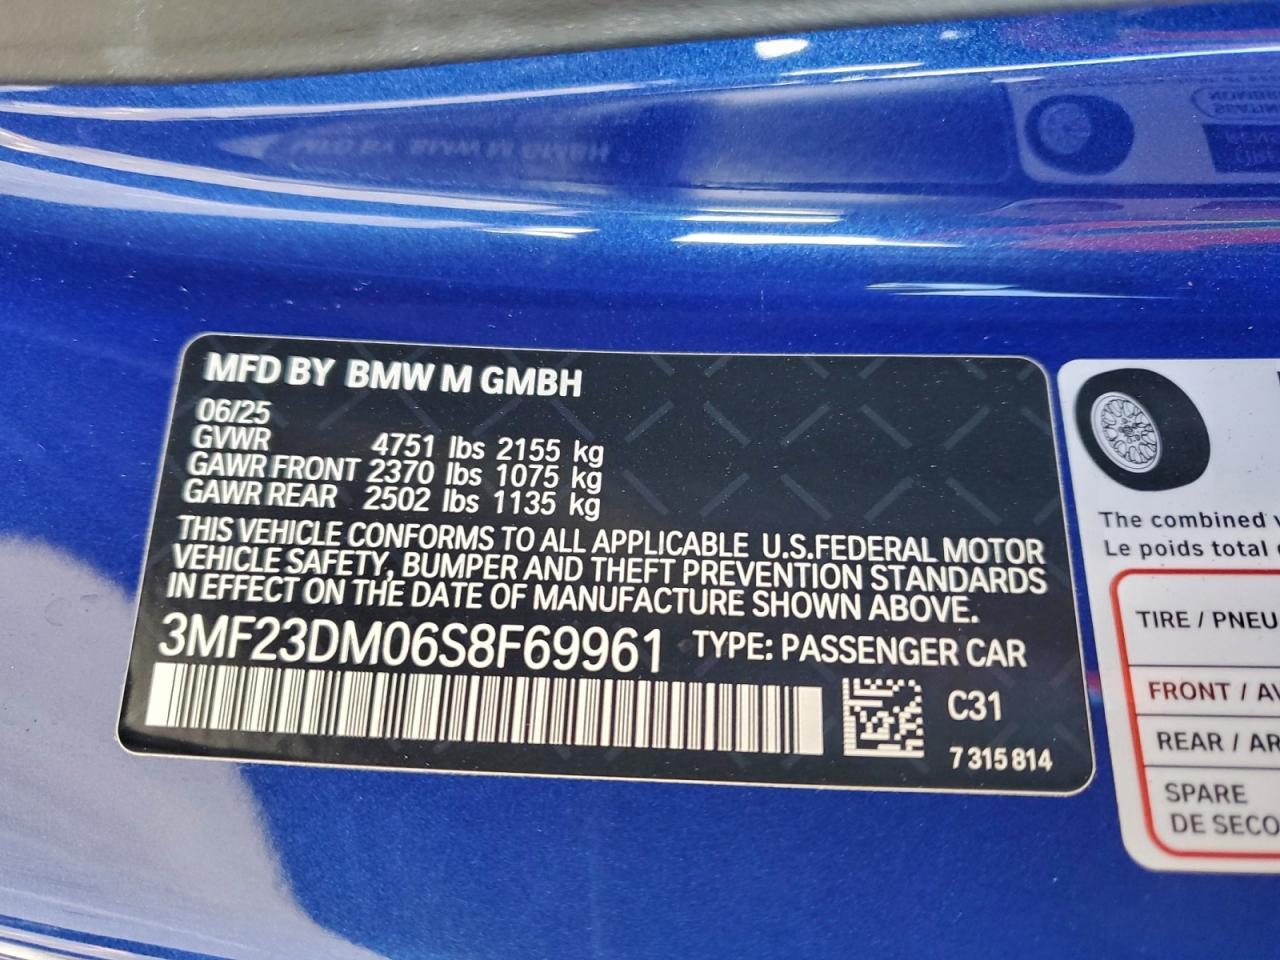 MFD BY BMW M GMBH
06/25
GVWR 4751 lbs 2155 kg
GAWR FRONT 2370 lbs 1075 kg
GAWR REAR 2502 lbs 1135 kg
THIS VEHICLE CONFORMS TO ALL APPLICABLE U.S.FEDERAL MOTOR
VEHICLE SAFETY, BUMPER AND THEFT PREVENTION STANDARDS
IN EFFECT ON THE DATE OF MANUFACTURE SHOWN ABOVE.
3MF23DM06S8F69961 TYPE: PASSENGER CAR
C31
7 315 814
The combined
Le poids total
TIRE / PNEU
FRONT / AV
REAR / AR
SPARE
DE SECO